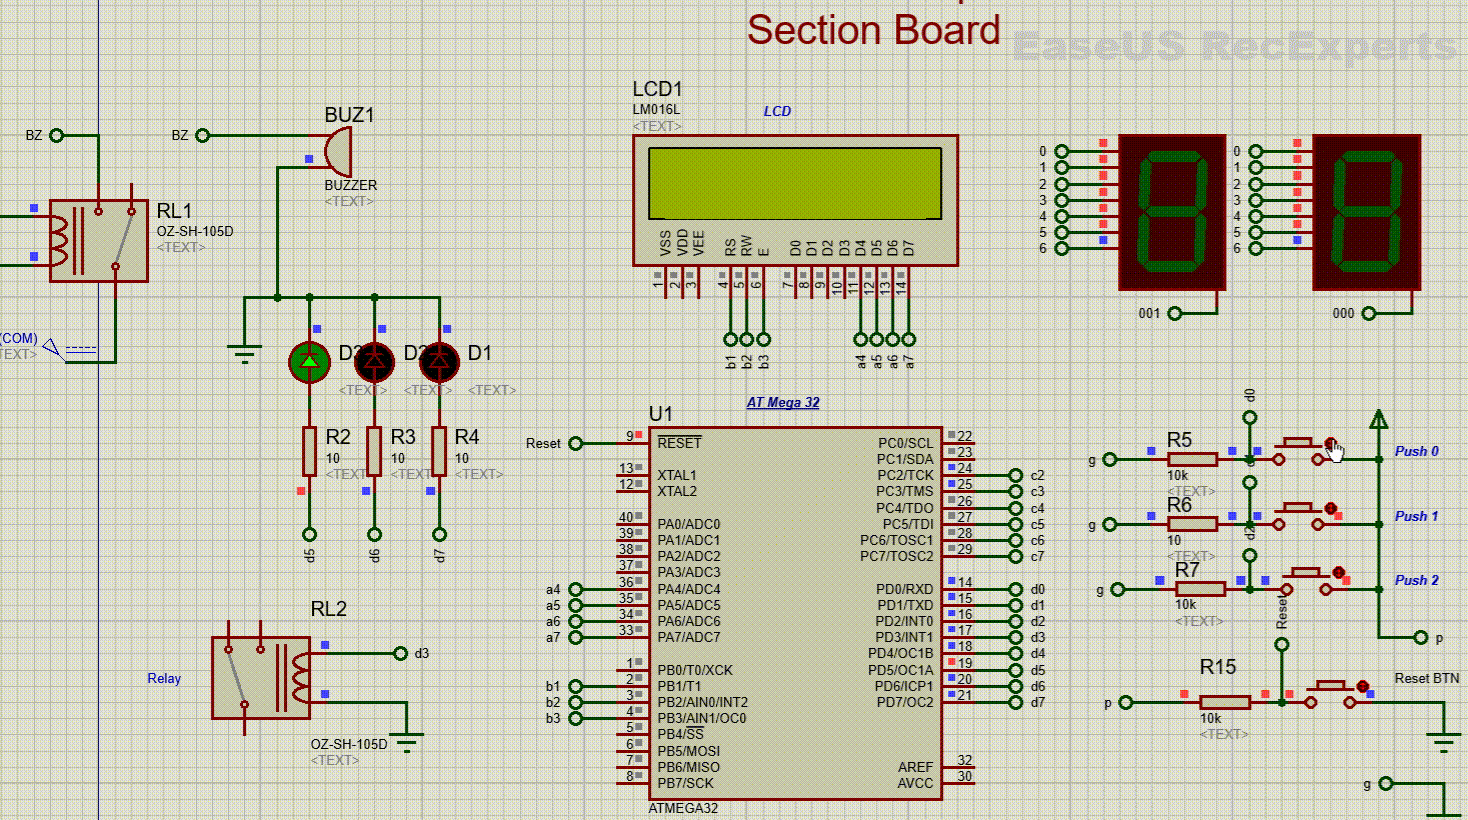 Section Board
EaseUS RecExperts
LCD1
LM016L
<TEXT>
LCD
BUZ1
BZ
BZ
BUZZER
<TEXT>
RL1
OZ-SH-105D
<TEXT>
VSS VDD VEE RS RW E D0 D1 D2 D3 D4 D5 D6 D7
1 2 3 4 5 6 7 8 9 10 11 12 13 14
b1 b2 b3 a4 a5 a6 a7
0 0
1 1
2 2
3 3
4 4
5 5
6 6
001 000
(COM)
TEXT>
D2 D1
<TEXT> <TEXT> <TEXT>
R2 R3 R4
10 10 10
<TEXT <TEXT <TEXT>
d5 d6 d7
AT Mega 32
U1
Reset 9 RESET PC0/SCL 22
PC1/SDA 23
13 XTAL1 PC2/TCK 24 c2
12 XTAL2 PC3/TMS 25 c3
PC4/TDO 26 c4
40 PA0/ADC0 PC5/TDI 27 c5
39 PA1/ADC1 PC6/TOSC1 28 c6
38 PA2/ADC2 PC7/TOSC2 29 c7
37 PA3/ADC3
a4 36 PA4/ADC4 PD0/RXD 14 d0
a5 35 PA5/ADC5 PD1/TXD 15 d1
a6 34 PA6/ADC6 PD2/INT0 16 d2
a7 33 PA7/ADC7 PD3/INT1 17 d3
PD4/OC1B 18 d4
1 PB0/T0/XCK PD5/OC1A 19 d5
b1 2 PB1/T1 PD6/ICP1 20 d6
b2 3 PB2/AIN0/INT2 PD7/OC2 21 d7
b3 4 PB3/AIN1/OC0
5 PB4/SS
6 PB5/MOSI
7 PB6/MISO AREF 32
8 PB7/SCK AVCC 30
ATMEGA32
d0
R5
g
10k
<TEXT>
Push 0
R6
g
10
<TEXT>
Push 1
R7
g
10k
<TEXT>
Push 2
Reset
p
R15
p
10k
<TEXT>
Reset BTN
g
RL2
d3
Relay
OZ-SH-105D
<TEXT>